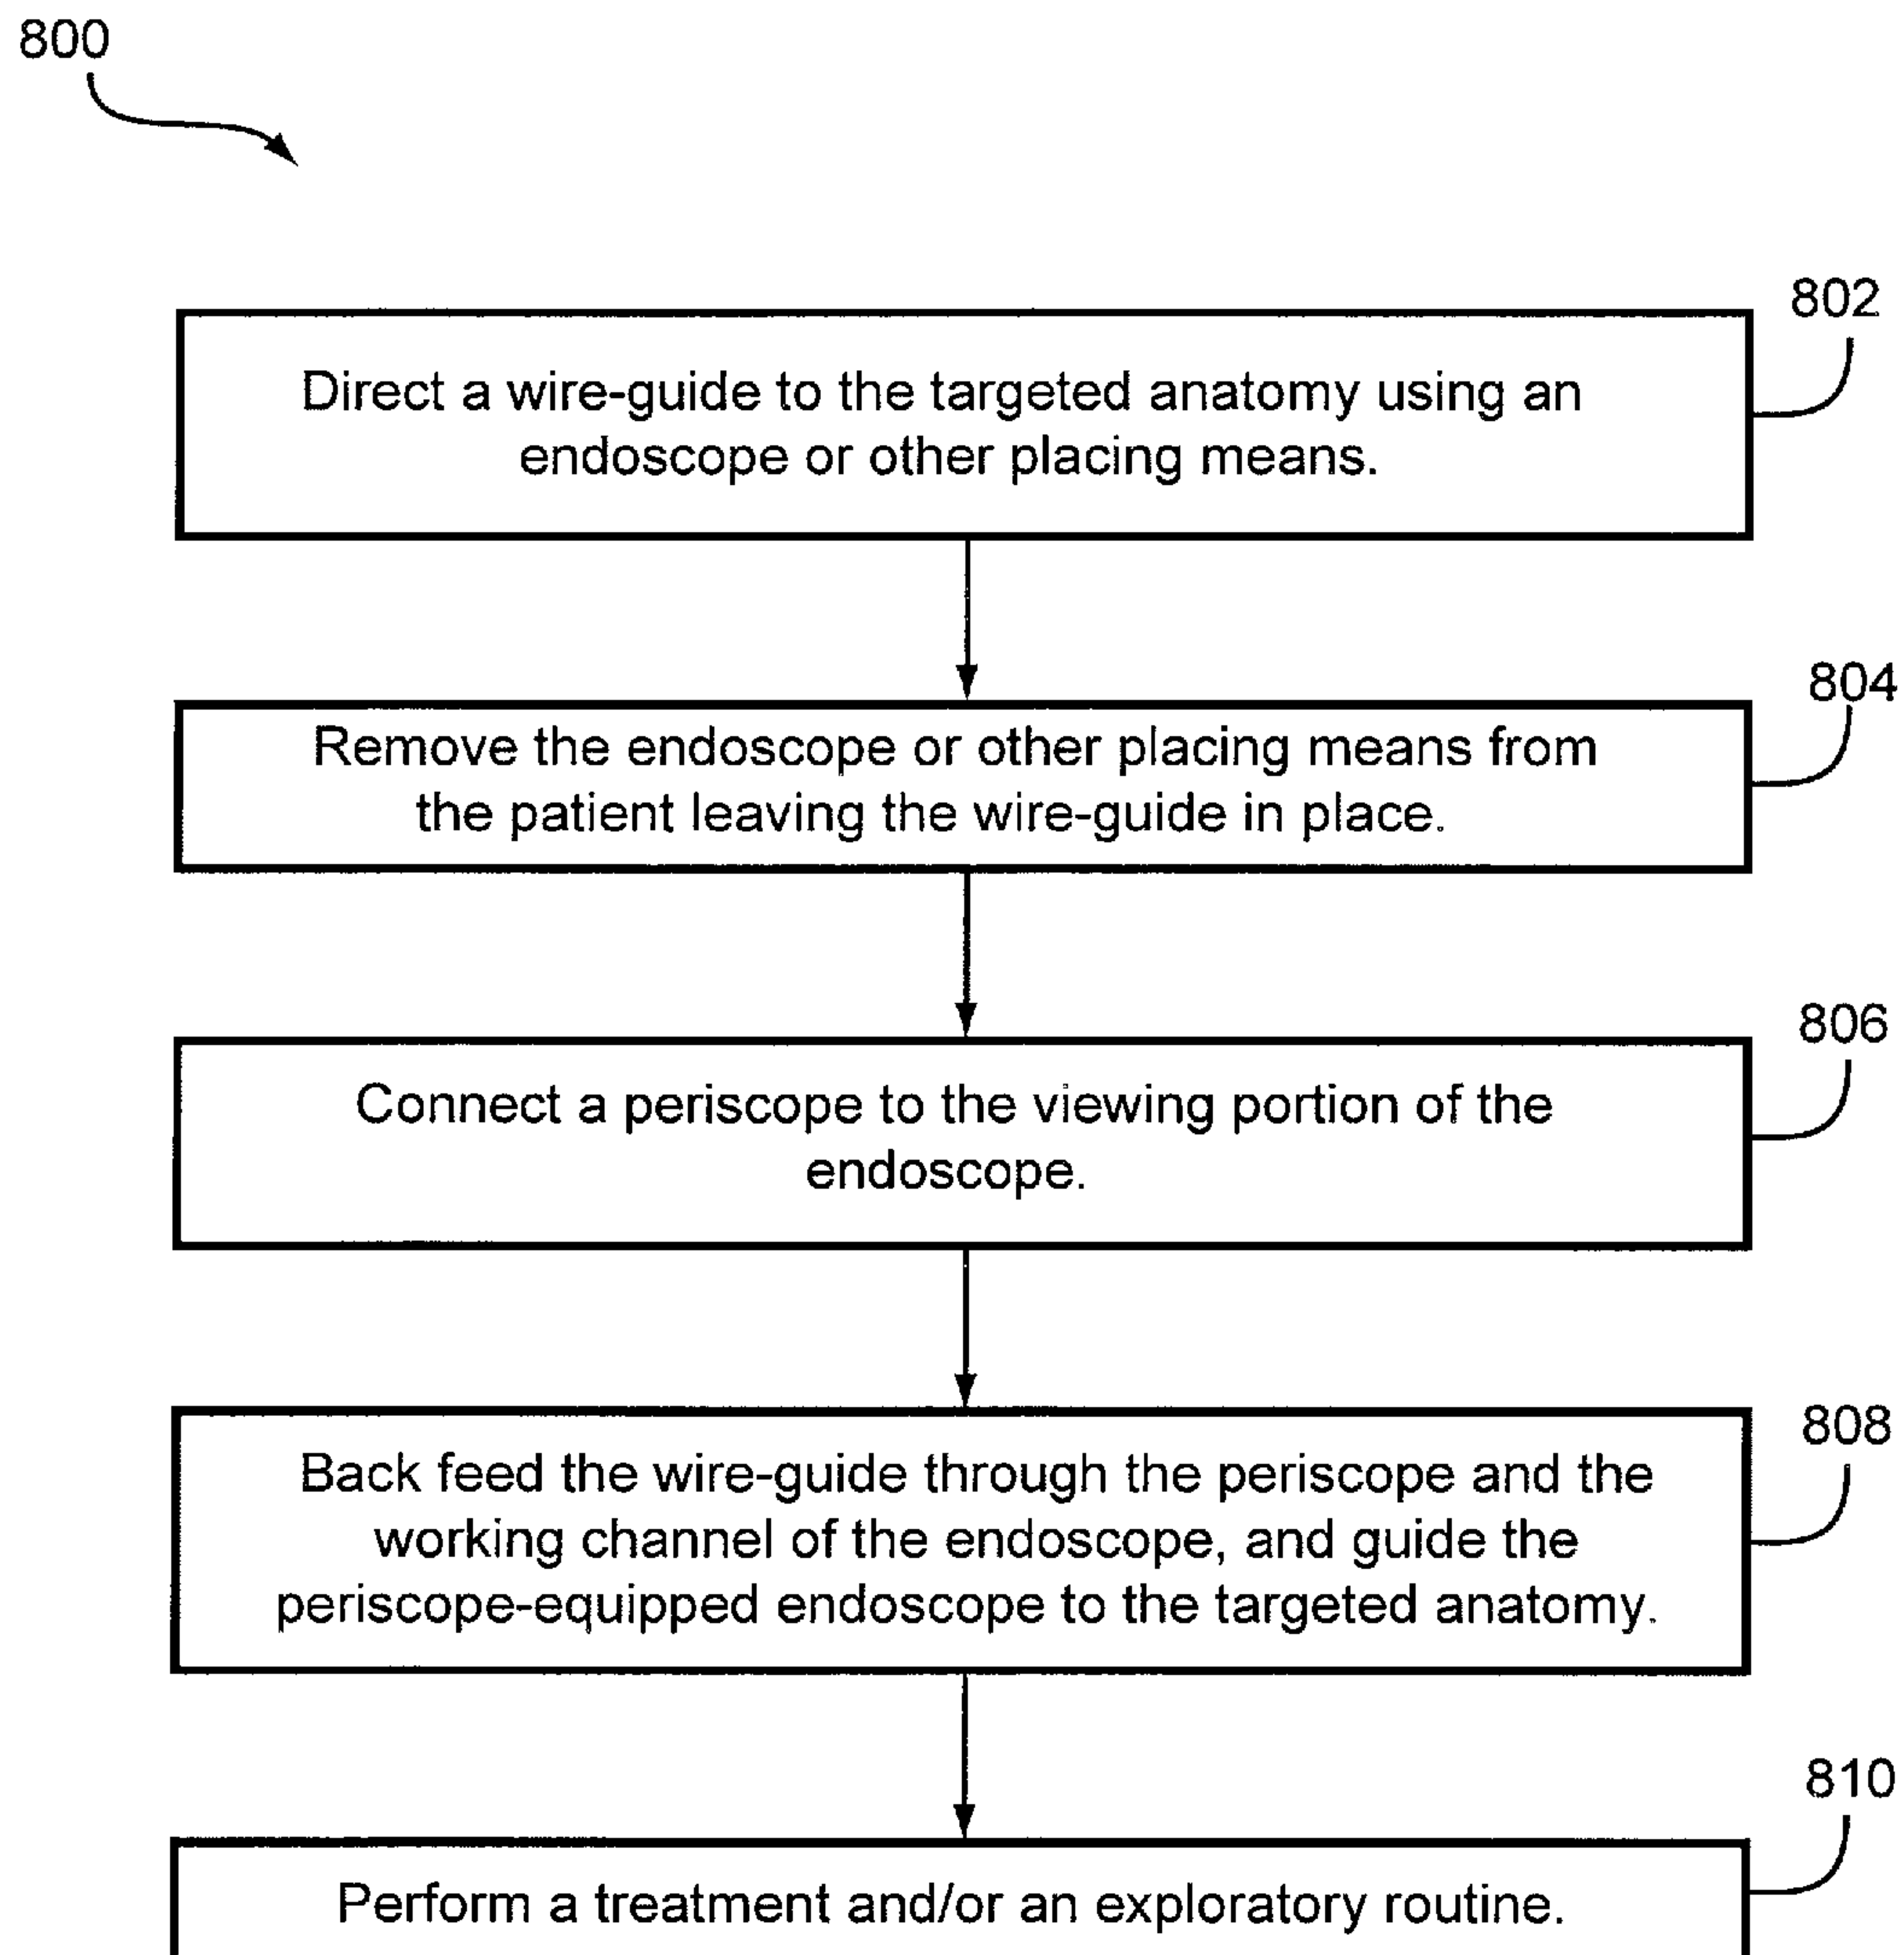 800
802
Direct a wire-guide to the targeted anatomy using an
endoscope or other placing means.
804
Remove the endoscope or other placing means from
the patient leaving the wire-guide in place.
806
Connect a periscope to the viewing portion of the
endoscope.
808
Back feed the wire-guide through the periscope and the
working channel of the endoscope, and guide the
periscope-equipped endoscope to the targeted anatomy.
810
Perform a treatment and/or an exploratory routine.